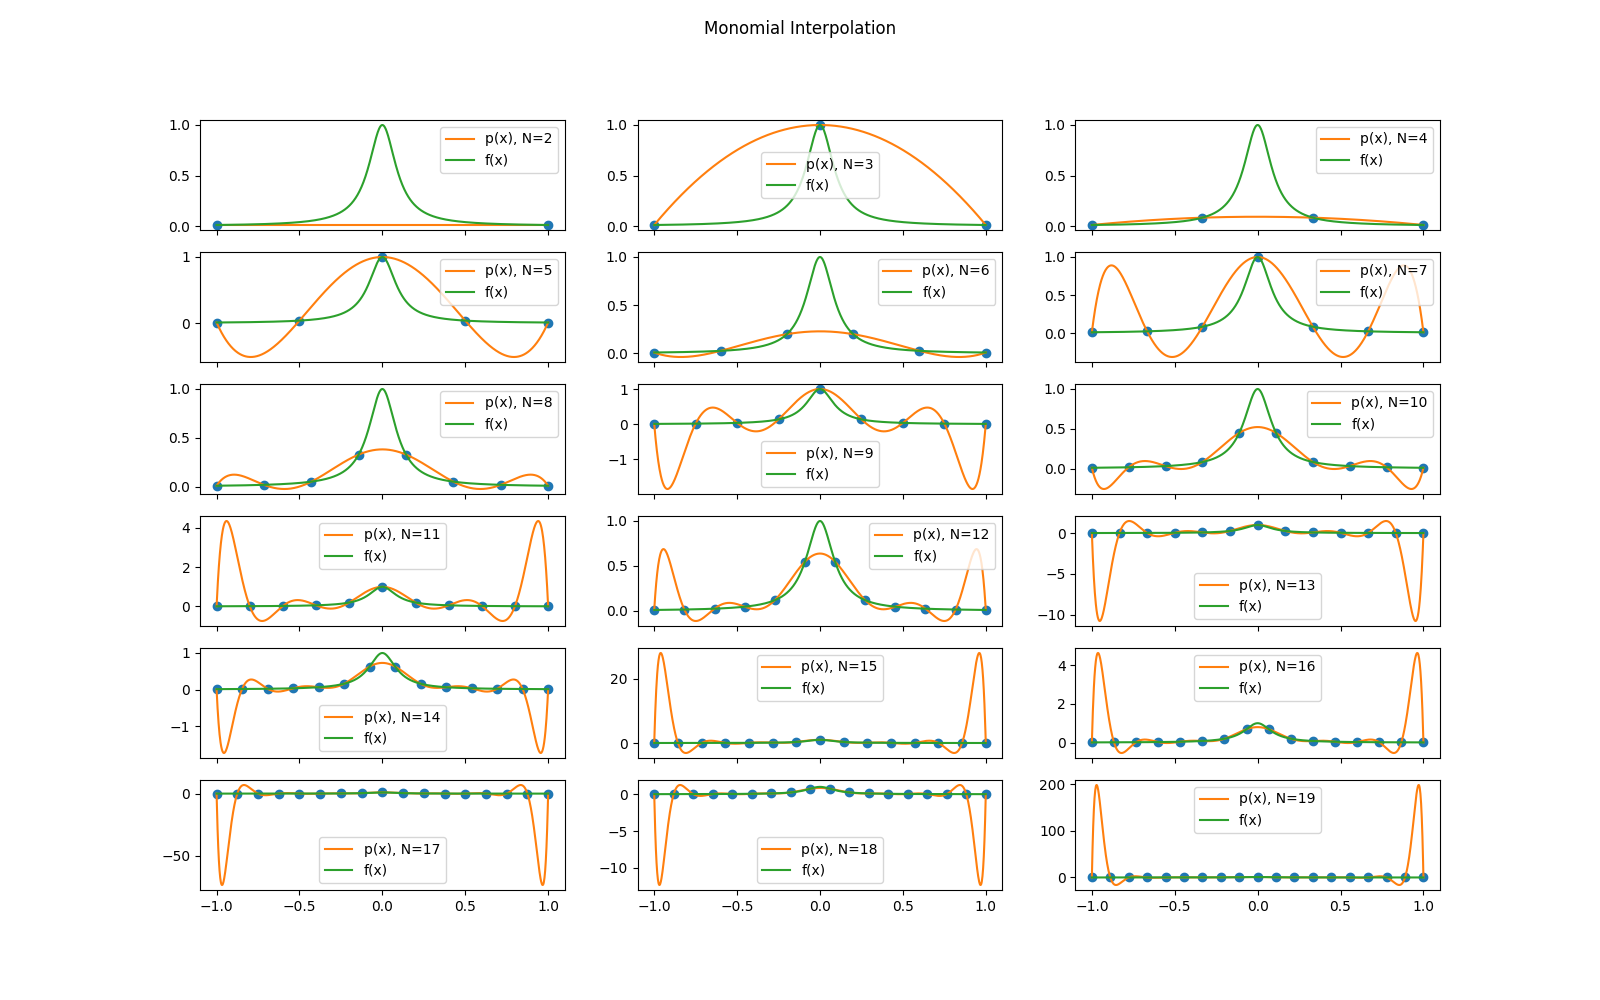 Monomial Interpolation
1.0
0.5
0.0
p(x), N=2
f(x)
1.0
0.5
0.0
p(x), N=3
f(x)
1.0
0.5
0.0
p(x), N=4
f(x)
1
0
p(x), N=5
f(x)
1.0
0.5
0.0
p(x), N=6
f(x)
1.0
0.5
0.0
p(x), N=7
f(x)
1.0
0.5
0.0
p(x), N=8
f(x)
1
0
−1
p(x), N=9
f(x)
1.0
0.5
0.0
p(x), N=10
f(x)
4
2
0
p(x), N=11
f(x)
1.0
0.5
0.0
p(x), N=12
f(x)
0
−5
−10
p(x), N=13
f(x)
1
0
−1
p(x), N=14
f(x)
20
0
p(x), N=15
f(x)
4
2
0
p(x), N=16
f(x)
0
−50
p(x), N=17
f(x)
−1.0 −0.5 0.0 0.5 1.0
0
−5
−10
p(x), N=18
f(x)
−1.0 −0.5 0.0 0.5 1.0
200
100
0
p(x), N=19
f(x)
−1.0 −0.5 0.0 0.5 1.0